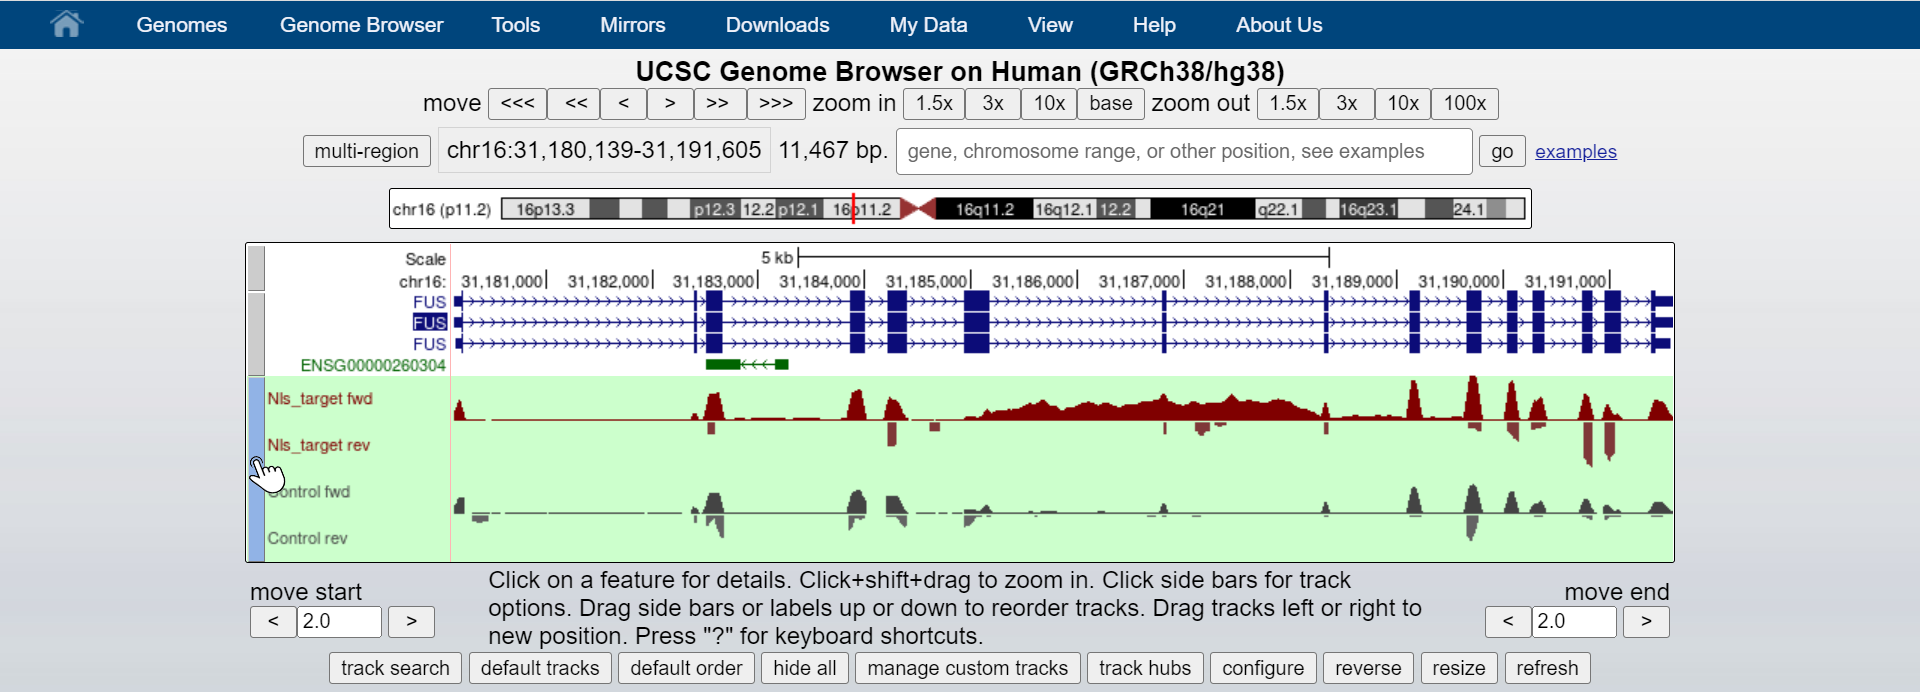 Genomes Genome Browser Tools Mirrors Downloads My Data View Help About Us
UCSC Genome Browser on Human (GRCh38/hg38)
move <<< << < > >> >>> zoom in 1.5x 3x 10x base zoom out 1.5x 3x 10x 100x
multi-region chr16:31,180,139-31,191,605 11,467 bp. gene, chromosome range, or other position, see examples go examples
chr16 (p11.2) 16p13.3 p12.3 12.2 p12.1 16p11.2 16q11.2 16q12.1 12.2 16q21 q22.1 16q23.1 24.1
Scale 5 kb
chr16: 31,181,000 31,182,000 31,183,000 31,184,000 31,185,000 31,186,000 31,187,000 31,188,000 31,189,000 31,190,000 31,191,000
FUS
FUS
FUS
ENSG00000260304
Nls_target fwd
Nls_target rev
Control fwd
Control rev
move start
< 2.0 >
Click on a feature for details. Click+shift+drag to zoom in. Click side bars for track
options. Drag side bars or labels up or down to reorder tracks. Drag tracks left or right to
new position. Press "?" for keyboard shortcuts.
move end
< 2.0 >
track search default tracks default order hide all manage custom tracks track hubs configure reverse resize refresh